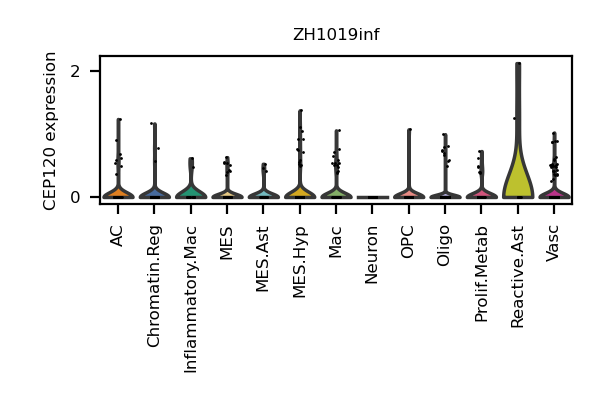 ZH1019inf
CEP120 expression
2
0
AC
Chromatin.Reg
Inflammatory.Mac
MES
MES.Ast
MES.Hyp
Mac
Neuron
OPC
Oligo
Prolif.Metab
Reactive.Ast
Vasc